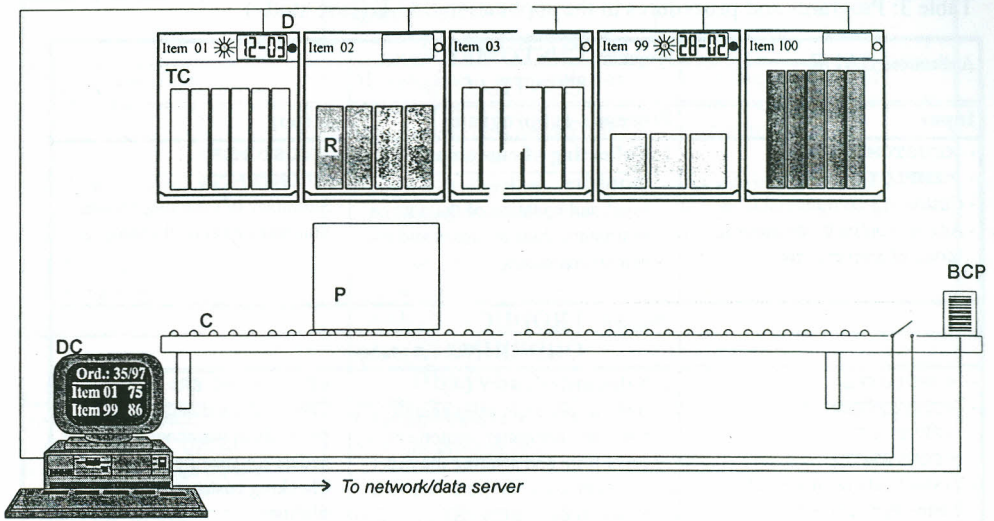 D
Item 01 12-03
Item 02
Item 03
Item 99 28-02
Item 100
TC
R
P
BCP
C
DC
Ord.: 35/97
Item 01 75
Item 99 86
To network/data server